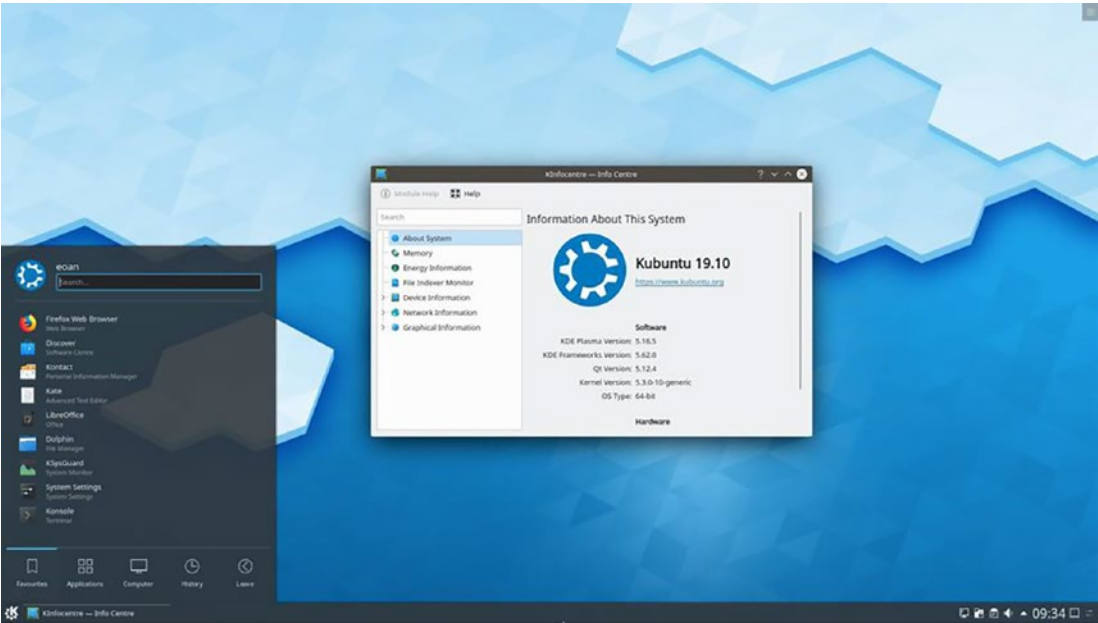 KInfocentre — Info Centre
Module Help Help
Search
Information About This System
About System
Memory
Energy Information
File Indexer Monitor
Device Information
Network Information
Graphical Information
Kubuntu 19.10
https://www.kubuntu.org
Software
KDE Plasma Version: 5.16.5
KDE Frameworks Version: 5.62.0
Qt Version: 5.12.4
Kernel Version: 5.3.0-10-generic
OS Type: 64-bit
Hardware
eoan
Search...
Firefox Web Browser
Web Browser
Discover
Software Centre
Kontact
Personal Information Manager
Kate
Advanced Text Editor
LibreOffice
Office
Dolphin
File Manager
KSysGuard
System Monitor
System Settings
System Settings
Konsole
Terminal
Favourites Applications Computer History Leave
KInfocentre — Info Centre
09:34